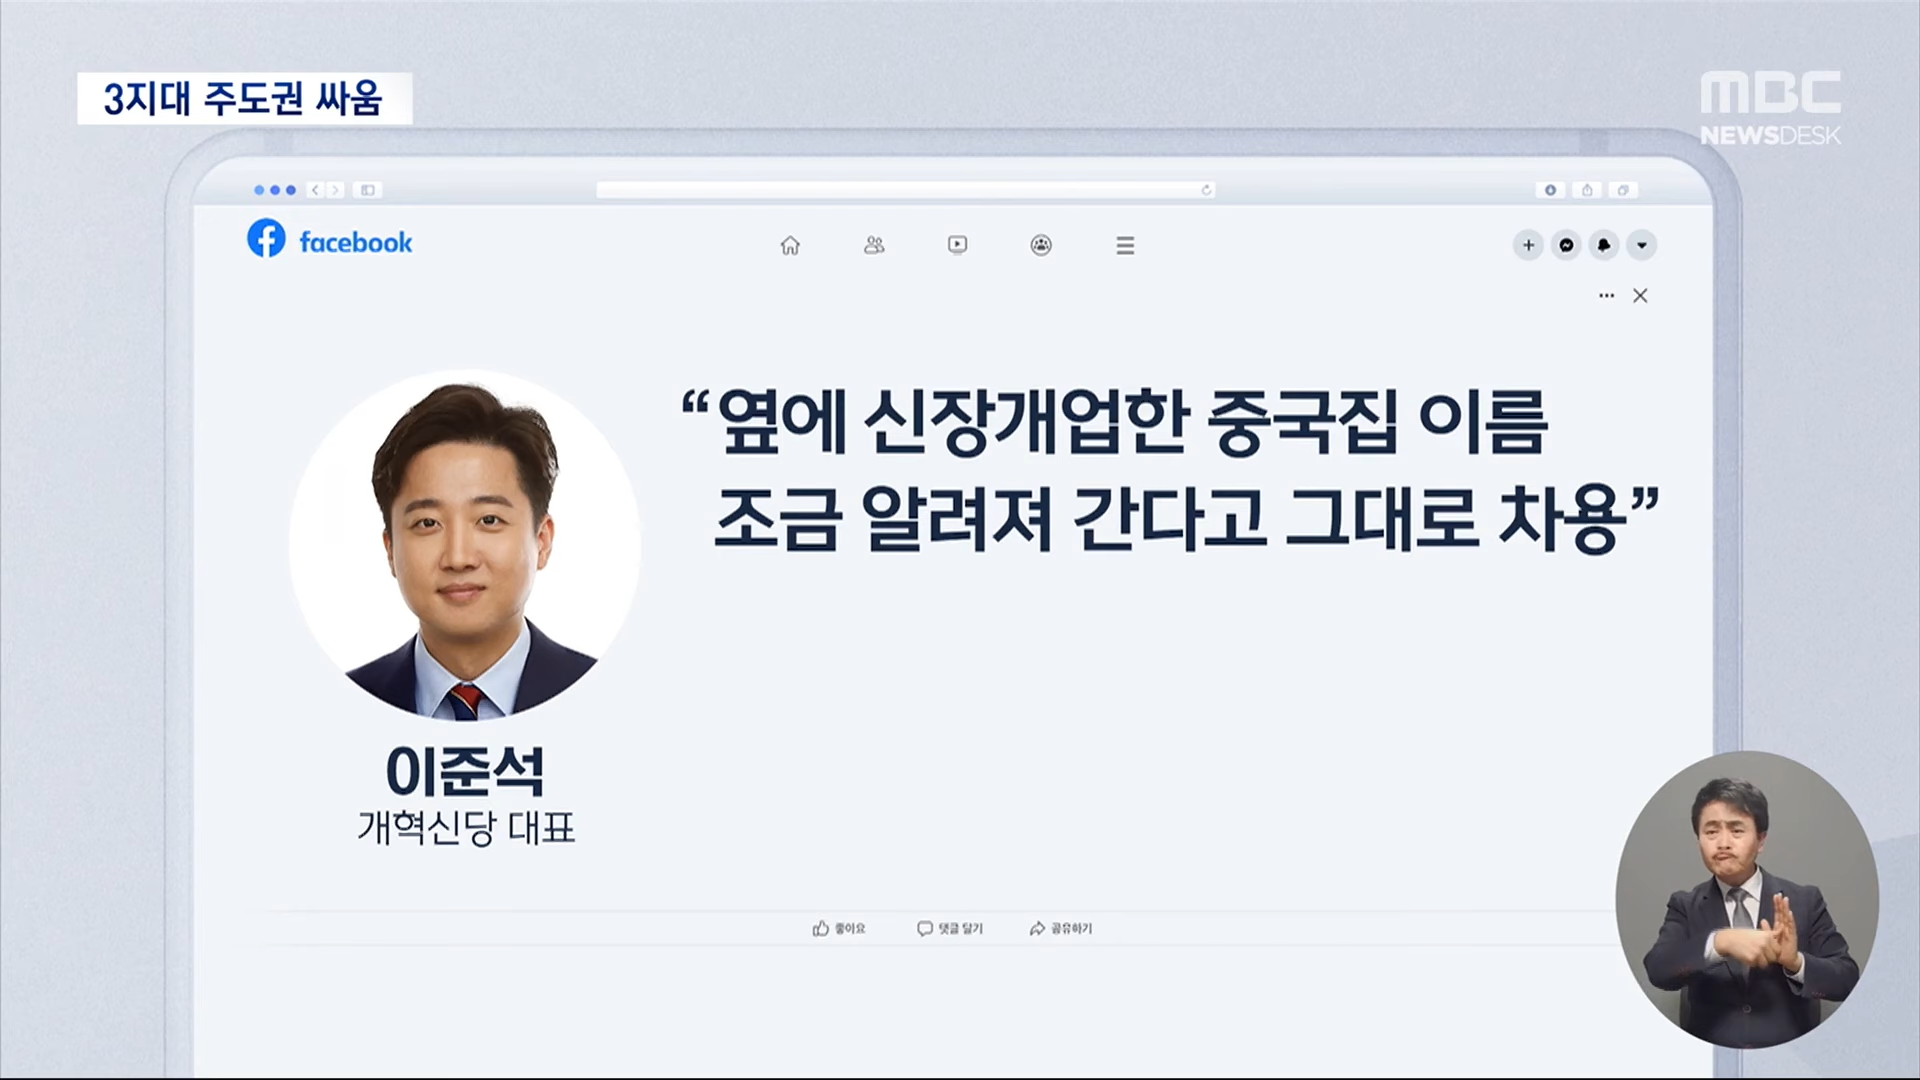 3지대 주도권 싸움
MBC
NEWSDESK
facebook
“옆에 신장개업한 중국집 이름
조금 알려져 간다고 그대로 차용”
이준석
개혁신당 대표
좋아요
댓글 달기
공유하기